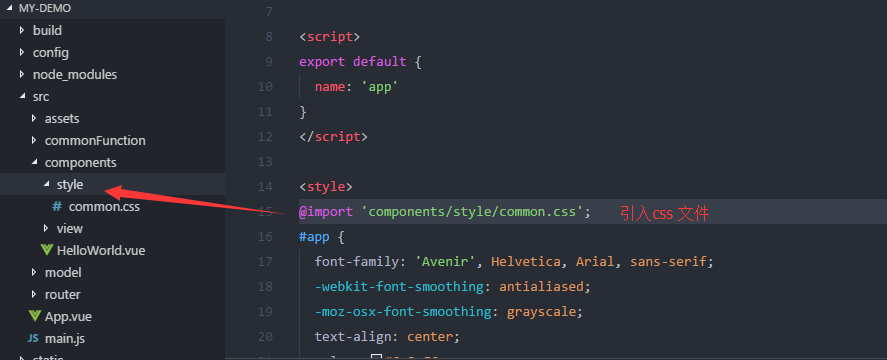 MY-DEMO
build
config
node_modules
src
assets
commonFunction
components
style
# common.css
view
HelloWorld.vue
model
router
App.vue
JS main.js
static
7
8 <script>
9 export default {
10 name: 'app'
11 }
12 </script>
13
14 <style>
15 @import 'components/style/common.css'; 引入css 文件
16 #app {
17 font-family: 'Avenir', Helvetica, Arial, sans-serif;
18 -webkit-font-smoothing: antialiased;
19 -moz-osx-font-smoothing: grayscale;
20 text-align: center;